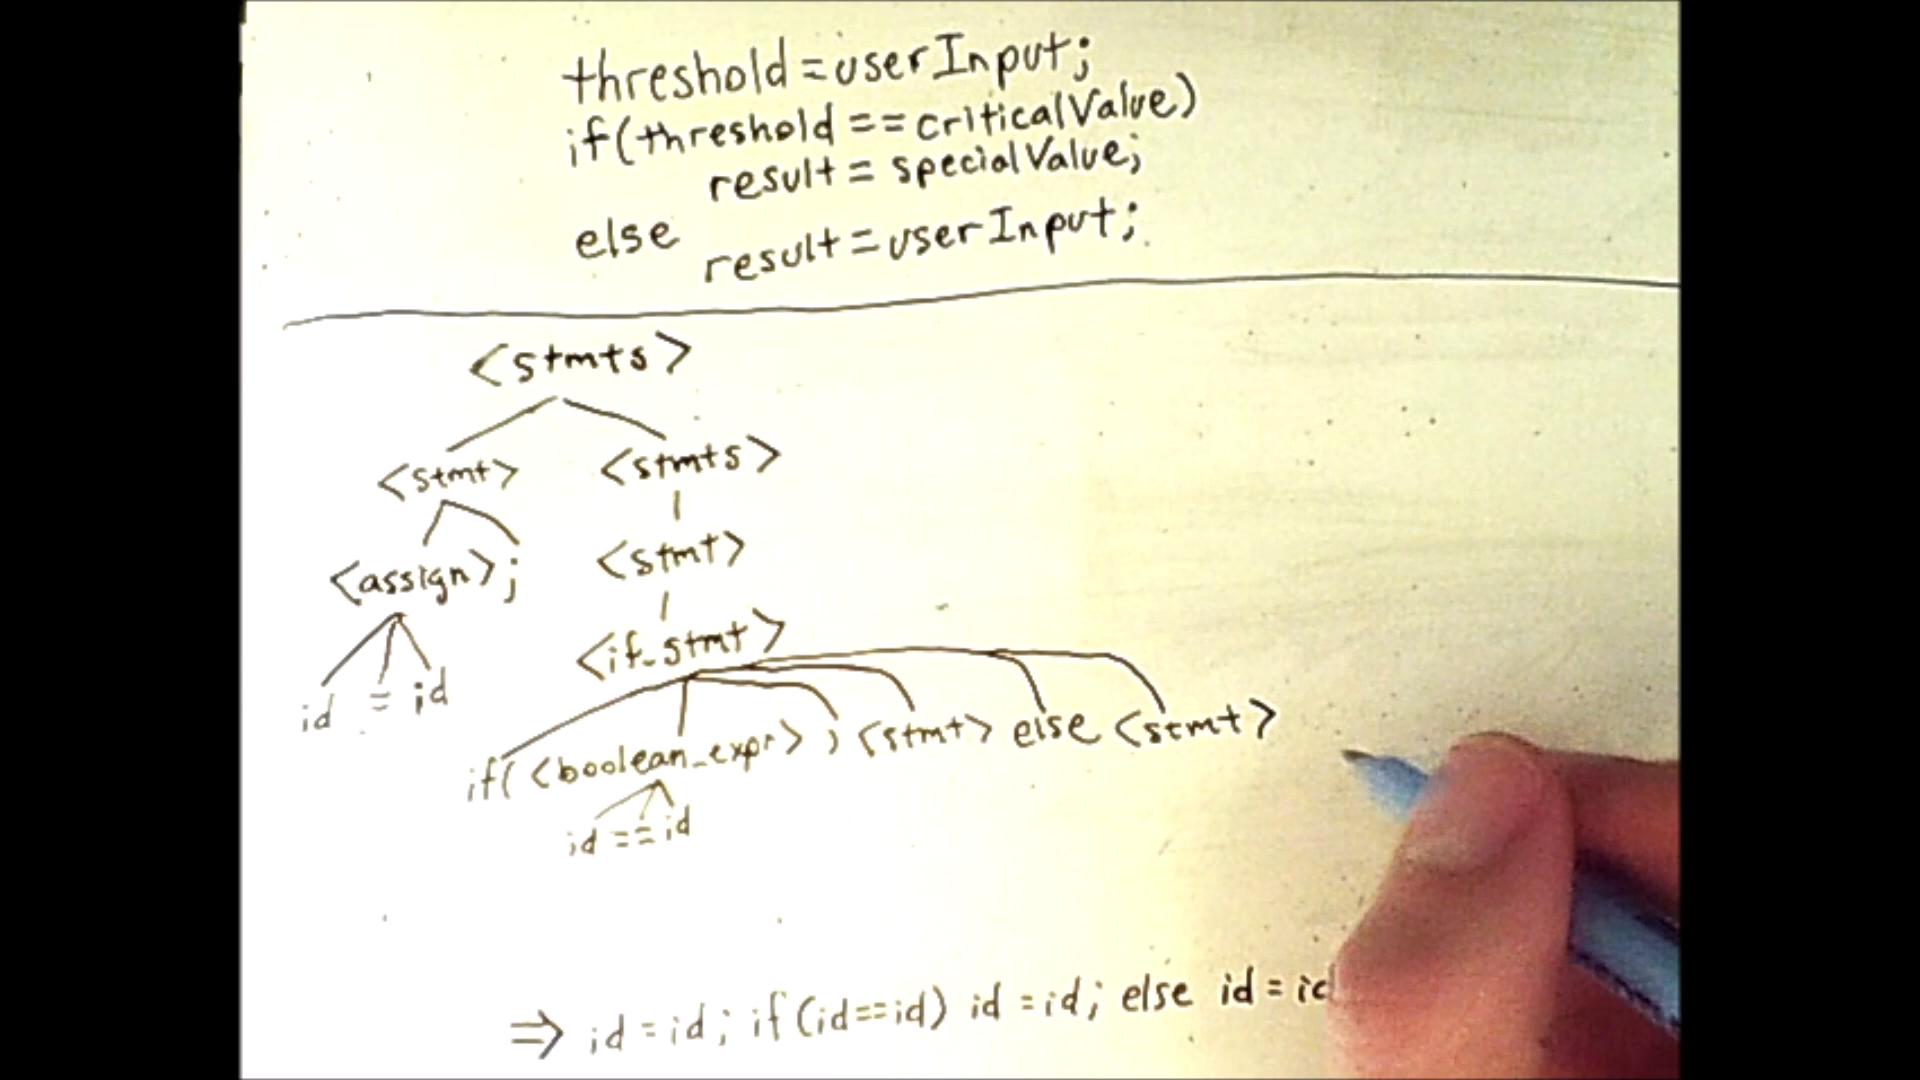 threshold = userInput;
if(threshold == criticalValue)
result = specialValue;
else
result = userInput;
<stmts>
<stmt> <stmts>
<assign> ; <stmt>
<if_stmt>
id = id
if( <boolean_expr> ) <stmt> else <stmt>
id == id
⇒ id = id; if (id==id) id = id; else id = id